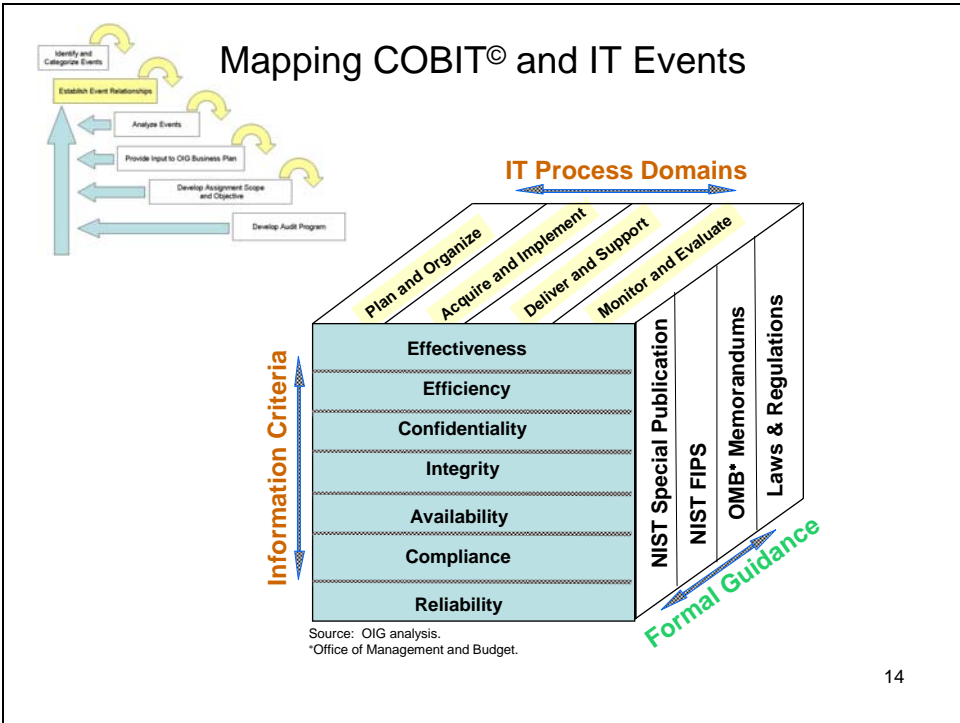 Mapping COBIT© and IT Events
Identify and
Categorize Events
Establish Event Relationships
Analyze Events
Provide Input to OIG Business Plan
Develop Assignment Scope
and Objective
Develop Audit Program
IT Process Domains
Plan and Organize
Acquire and Implement
Deliver and Support
Monitor and Evaluate
Information Criteria
Effectiveness
Efficiency
Confidentiality
Integrity
Availability
Compliance
Reliability
NIST Special Publication
NIST FIPS
OMB* Memorandums
Laws & Regulations
Formal Guidance
Source: OIG analysis.
*Office of Management and Budget.
14